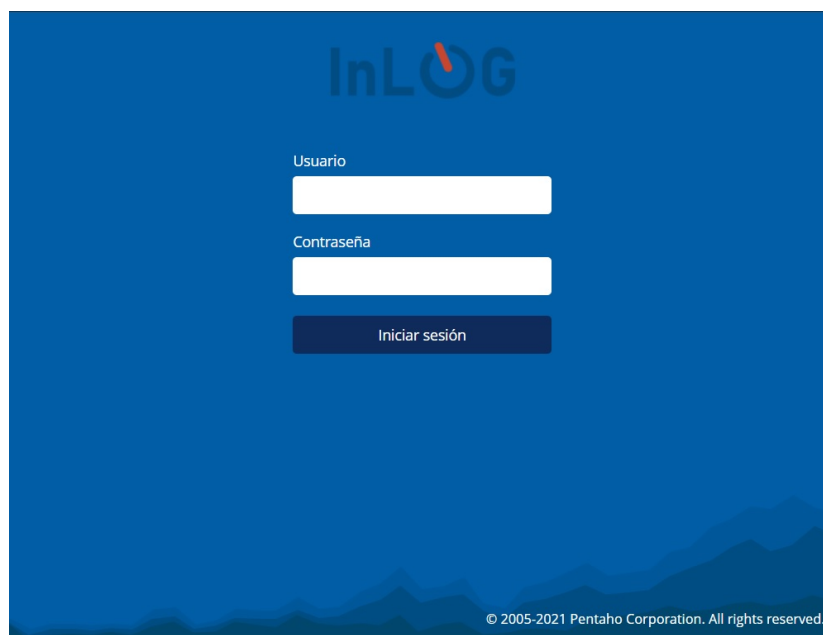 InLOG
Usuario
Contraseña
Iniciar sesión
© 2005-2021 Pentaho Corporation. All rights reserved.